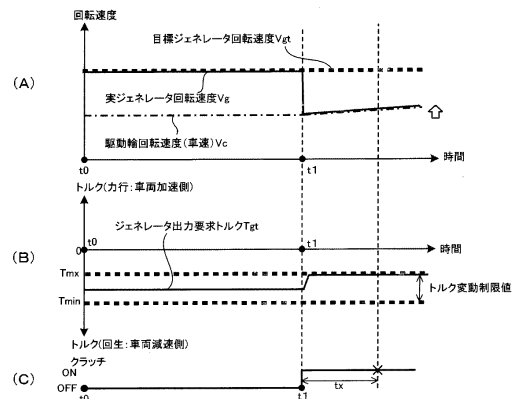 回転速度
目標ジェネレータ回転速度Vgt
(A)
実ジェネレータ回転速度Vg
駆動輪回転速度(車速)Vc
時間
t0
t1
トルク(力行:車両加速側)
ジェネレータ出力要求トルクTgt
t0
t1
0
時間
(B)
Tmx
トルク変動制限値
Tmin
トルク(回生:車両減速側)
クラッチ
(C)
ON
OFF
tx
t0
t1